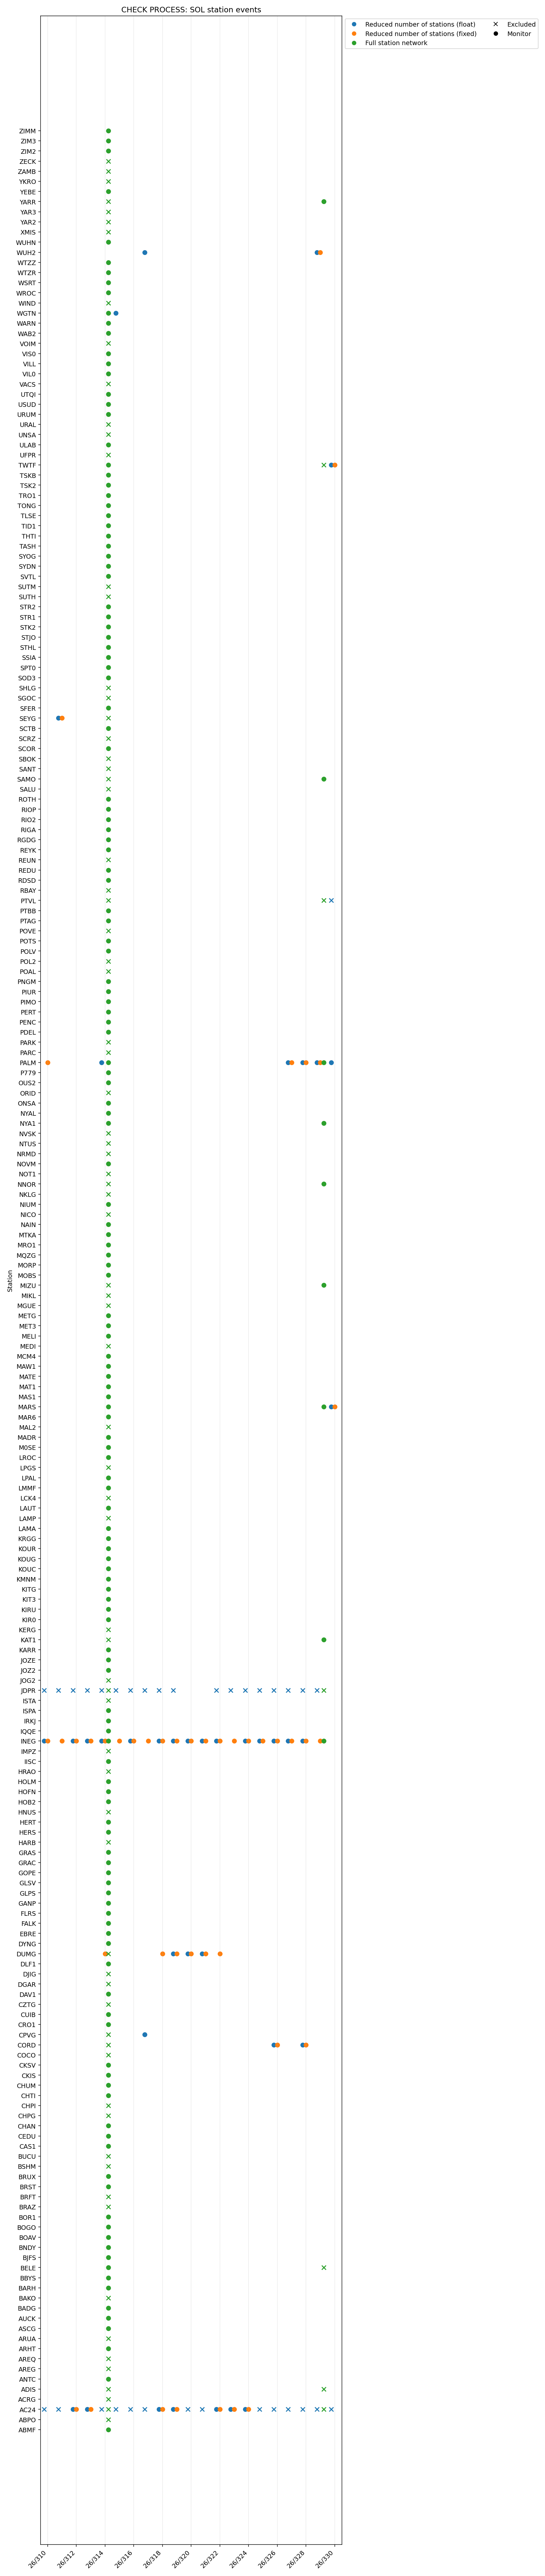 CHECK PROCESS: SOL station events
Reduced number of stations (float)
Reduced number of stations (fixed)
Full station network
Excluded
Monitor
ZIMM
ZIM3
ZIM2
ZECK
ZAMB
YKRO
YEBE
YARR
YAR3
YAR2
XMIS
WUHN
WUH2
WTZZ
WTZR
WSRT
WROC
WIND
WGTN
WARN
WAB2
VOIM
VIS0
VILL
VIL0
VACS
UTQI
USUD
URUM
URAL
UNSA
ULAB
UFPR
TWTF
TSKB
TSK2
TRO1
TONG
TLSE
TID1
THTI
TASH
SYOG
SYDN
SVTL
SUTM
SUTH
STR2
STR1
STK2
STJO
STHL
SSIA
SPT0
SOD3
SHLG
SGOC
SFER
SEYG
SCTB
SCRZ
SCOR
SBOK
SANT
SAMO
SALU
ROTH
RIOP
RIO2
RIGA
RGDG
REYK
REUN
REDU
RDSD
RBAY
PTVL
PTBB
PTAG
POVE
POTS
POLV
POL2
POAL
PNGM
PIUR
PIMO
PERT
PENC
PDEL
PARK
PARC
PALM
P779
OUS2
ORID
ONSA
NYAL
NYA1
NVSK
NTUS
NRMD
NOVM
NOT1
NNOR
NKLG
NIUM
NICO
NAIN
MTKA
MRO1
MQZG
MORP
MOBS
MIZU
MIKL
MGUE
METG
MET3
MELI
MEDI
MCM4
MAW1
MATE
MAT1
MAS1
MARS
MAR6
MAL2
MADR
M0SE
LROC
LPGS
LPAL
LMMF
LCK4
LAUT
LAMP
LAMA
KRGG
KOUR
KOUG
KOUC
KMNM
KITG
KIT3
KIRU
KIR0
KERG
KAT1
KARR
JOZE
JOZ2
JOG2
JDPR
ISTA
ISPA
IRKJ
IQQE
INEG
IMPZ
IISC
HRAO
HOLM
HOFN
HOB2
HNUS
HERT
HERS
HARB
GRAS
GRAC
GOPE
GLSV
GLPS
GANP
FLRS
FALK
EBRE
DYNG
DUMG
DLF1
DJIG
DGAR
DAV1
CZTG
CUIB
CRO1
CPVG
CORD
COCO
CKSV
CKIS
CHUM
CHTI
CHPI
CHPG
CHAN
CEDU
CAS1
BUCU
BSHM
BRUX
BRST
BRFT
BRAZ
BOR1
BOGO
BOAV
BNDY
BJFS
BELE
BBYS
BARH
BAKO
BADG
AUCK
ASCG
ARUA
ARHT
AREQ
AREG
ANTC
ADIS
ACRG
AC24
ABPO
ABMF
Station
26/310
26/312
26/314
26/316
26/318
26/320
26/322
26/324
26/326
26/328
26/330